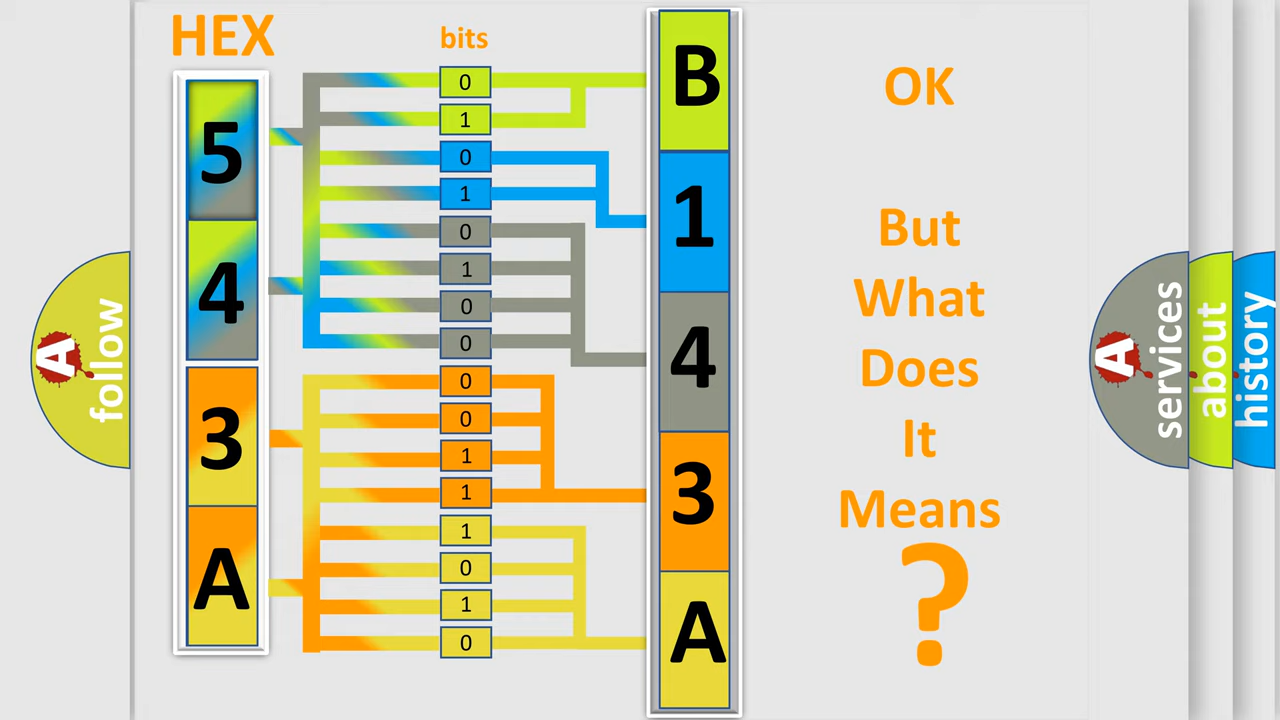 HEX
bits
5
4
3
A
0
1
0
1
0
1
0
0
0
0
1
1
1
0
1
0
B
1
4
3
A
OK
But
What
Does
It
Means
?
A
follow
A
services
about
history